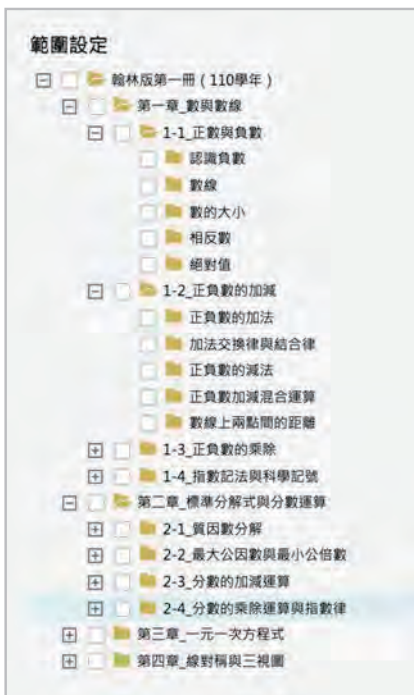 範圍設定
翰林版第一冊(110學年)
第一章_數與數線
1-1_正數與負數
認識負數
數線
數的大小
相反數
絕對值
1-2_正負數的加減
正負數的加法
加法交換律與結合律
正負數的減法
正負數加減混合運算
數線上兩點間的距離
1-3_正負數的乘除
1-4_指數記法與科學記號
第二章_標準分解式與分數運算
2-1_質因數分解
2-2_最大公因數與最小公倍數
2-3_分數的加減運算
2-4_分數的乘除運算與指數律
第三章_一元一次方程式
第四章_線對稱與三視圖